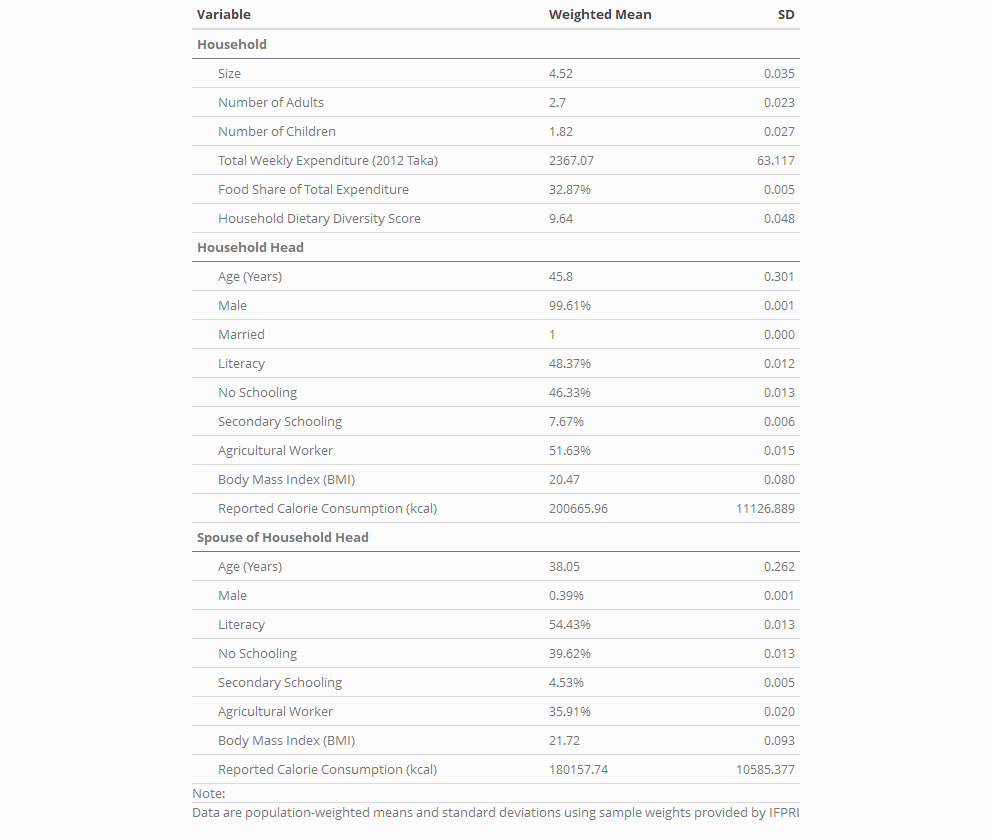 Variable Weighted Mean SD
Household
Size 4.52 0.035
Number of Adults 2.7 0.023
Number of Children 1.82 0.027
Total Weekly Expenditure (2012 Taka) 2367.07 63.117
Food Share of Total Expenditure 32.87% 0.005
Household Dietary Diversity Score 9.64 0.048
Household Head
Age (Years) 45.8 0.301
Male 99.61% 0.001
Married 1 0.000
Literacy 48.37% 0.012
No Schooling 46.33% 0.013
Secondary Schooling 7.67% 0.006
Agricultural Worker 51.63% 0.015
Body Mass Index (BMI) 20.47 0.080
Reported Calorie Consumption (kcal) 200665.96 11126.889
Spouse of Household Head
Age (Years) 38.05 0.262
Male 0.39% 0.001
Literacy 54.43% 0.013
No Schooling 39.62% 0.013
Secondary Schooling 4.53% 0.005
Agricultural Worker 35.91% 0.020
Body Mass Index (BMI) 21.72 0.093
Reported Calorie Consumption (kcal) 180157.74 10585.377
Note:
Data are population-weighted means and standard deviations using sample weights provided by IFPRI